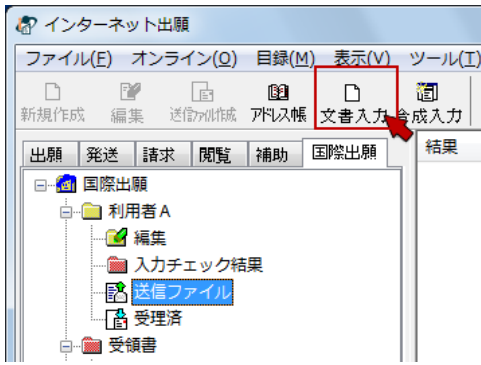 インターネット出願
ファイル(F) オンライン(O) 目録(M) 表示(V) ツール(T)
新規作成 編集 送信ファイル作成 アドレス帳 文書入力 合成入力
出願 発送 請求 閲覧 補助 国際出願 結果
国際出願
利用者A
編集
入力チェック結果
送信ファイル
受理済
受領書